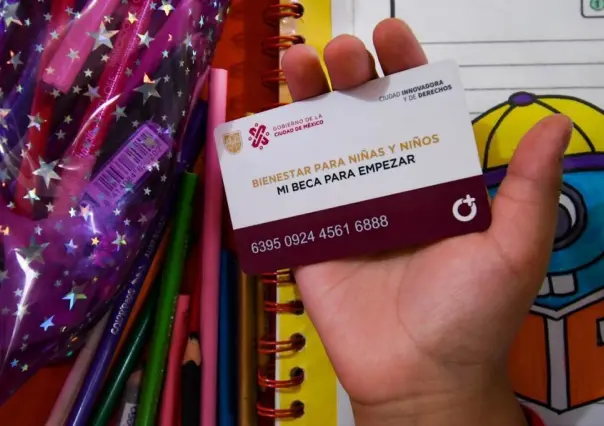 GOBIERNO DE LA
CIUDAD DE MÉXICO
CIUDAD INNOVADORA
Y DE DERECHOS
BIENESTAR PARA NIÑAS Y NIÑOS
MI BECA PARA EMPEZAR
6395 0924 4561 6888